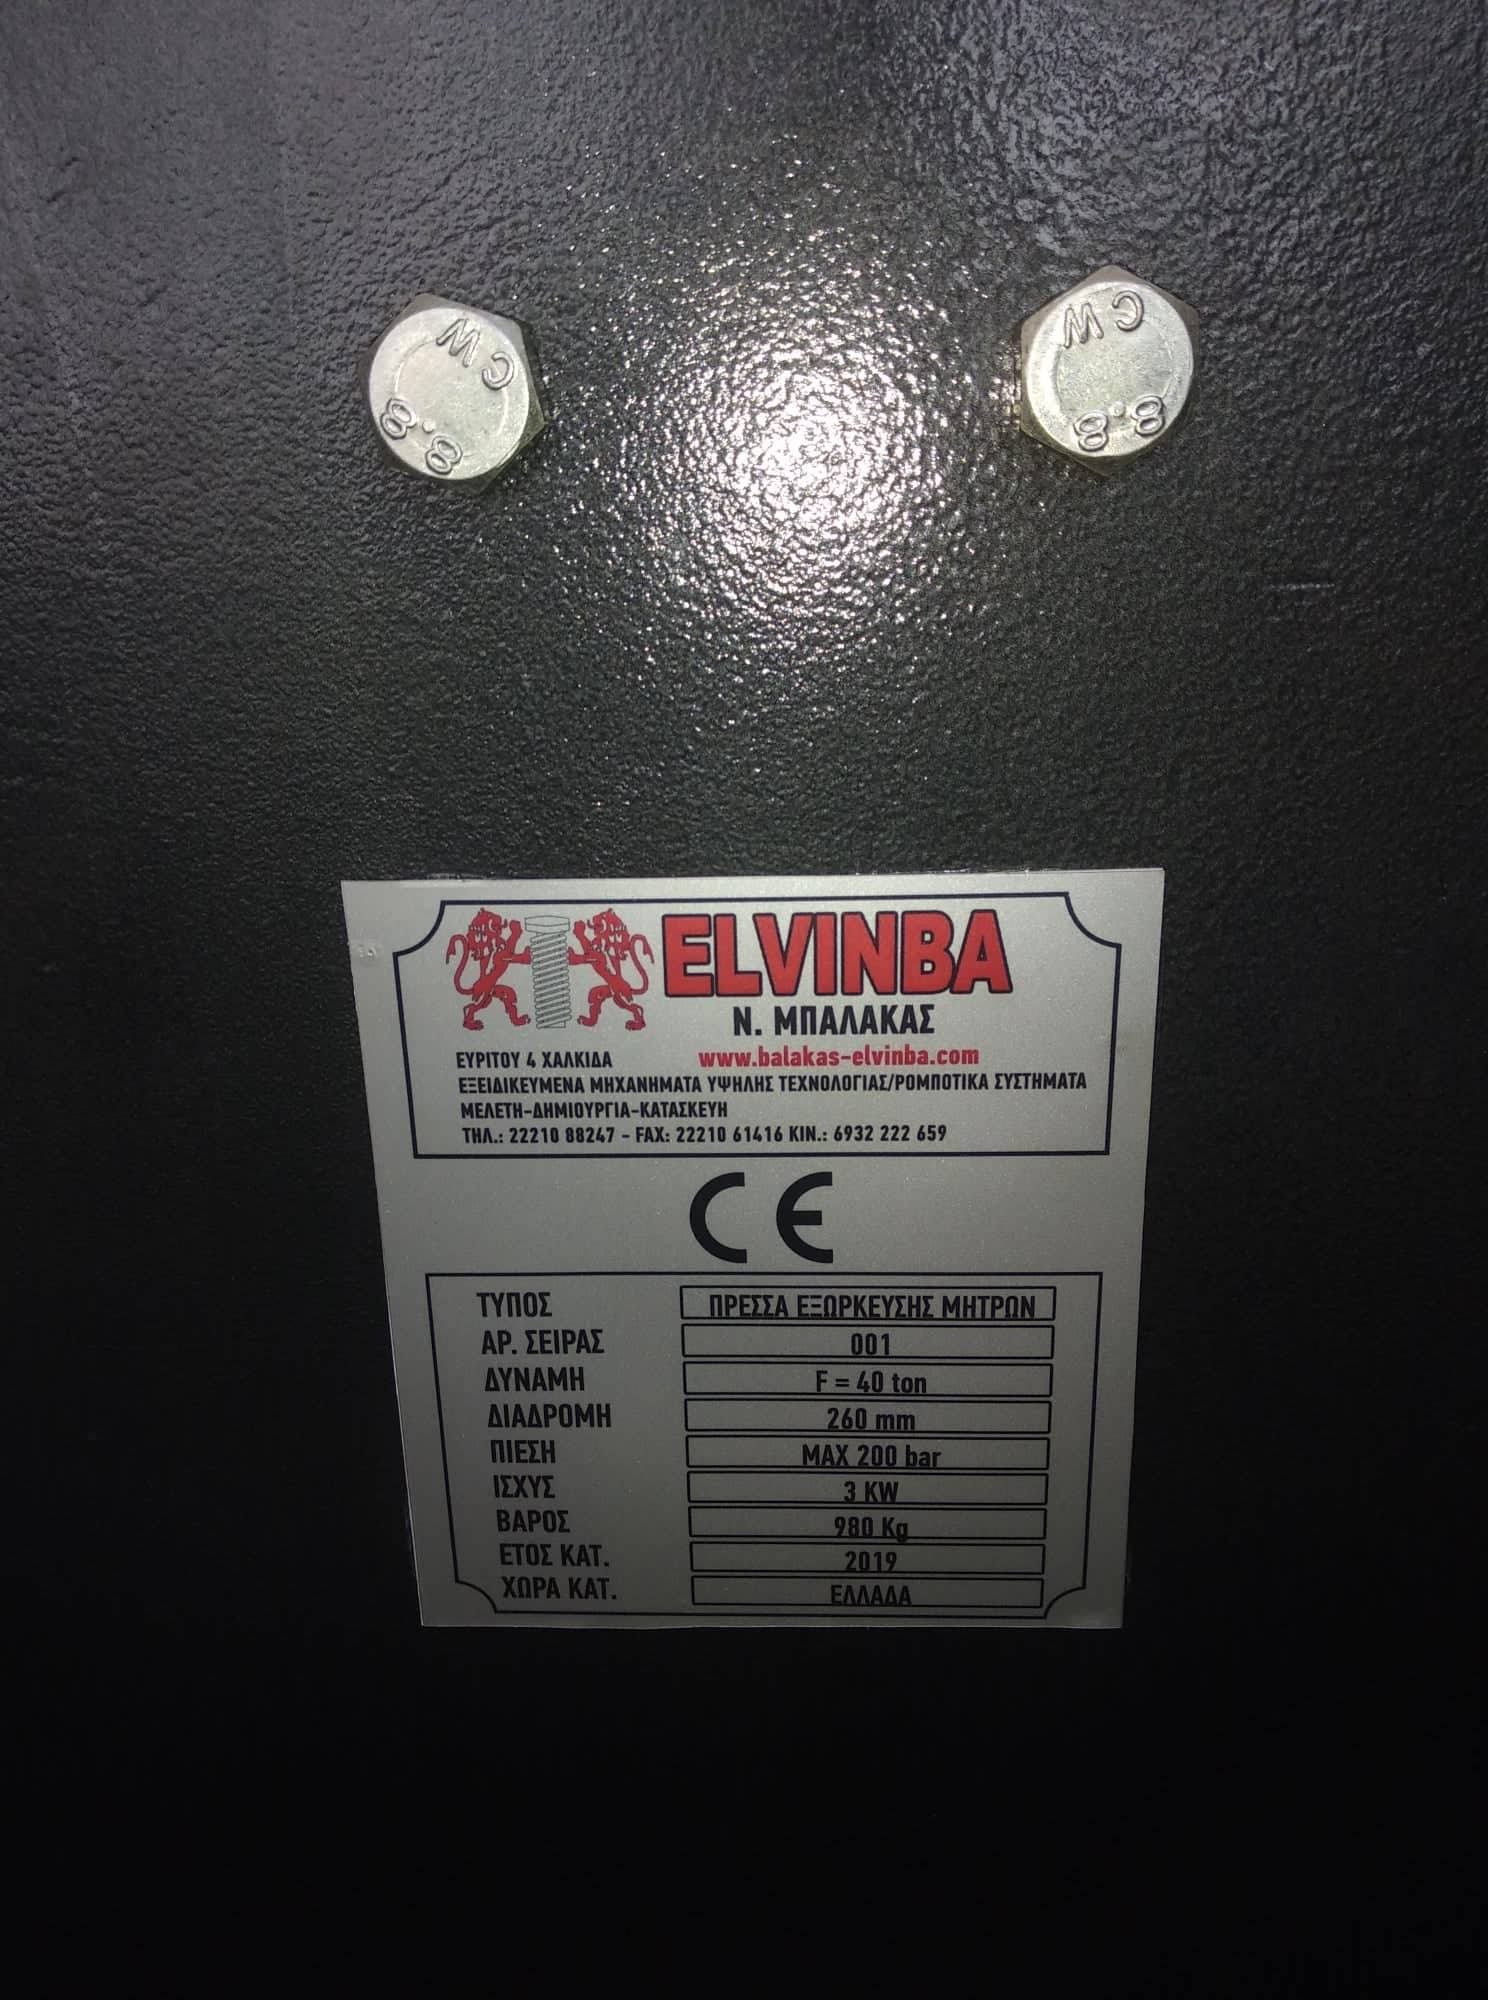 CW
8.8
CW
8.8
ELVINBA
Ν. ΜΠΑΛΑΚΑΣ
ΕΥΡΙΤΟΥ 4 ΧΑΛΚΙΔΑ www.balakas-elvinba.com
ΕΞΕΙΔΙΚΕΥΜΕΝΑ ΜΗΧΑΝΗΜΑΤΑ ΥΨΗΛΗΣ ΤΕΧΝΟΛΟΓΙΑΣ/ΡΟΜΠΟΤΙΚΑ ΣΥΣΤΗΜΑΤΑ
ΜΕΛΕΤΗ-ΔΗΜΙΟΥΡΓΙΑ-ΚΑΤΑΣΚΕΥΗ
ΤΗΛ.: 22210 88247 - FAX: 22210 61416 ΚΙΝ.: 6932 222 659
CE
ΤΥΠΟΣ ΠΡΕΣΣΑ ΕΞΩΡΚΕΥΣΗΣ ΜΗΤΡΩΝ
ΑΡ. ΣΕΙΡΑΣ 001
ΔΥΝΑΜΗ F = 40 ton
ΔΙΑΔΡΟΜΗ 260 mm
ΠΙΕΣΗ MAX 200 bar
ΙΣΧΥΣ 3 KW
ΒΑΡΟΣ 980 Kg
ΕΤΟΣ ΚΑΤ. 2019
ΧΩΡΑ ΚΑΤ. ΕΛΛΑΔΑ